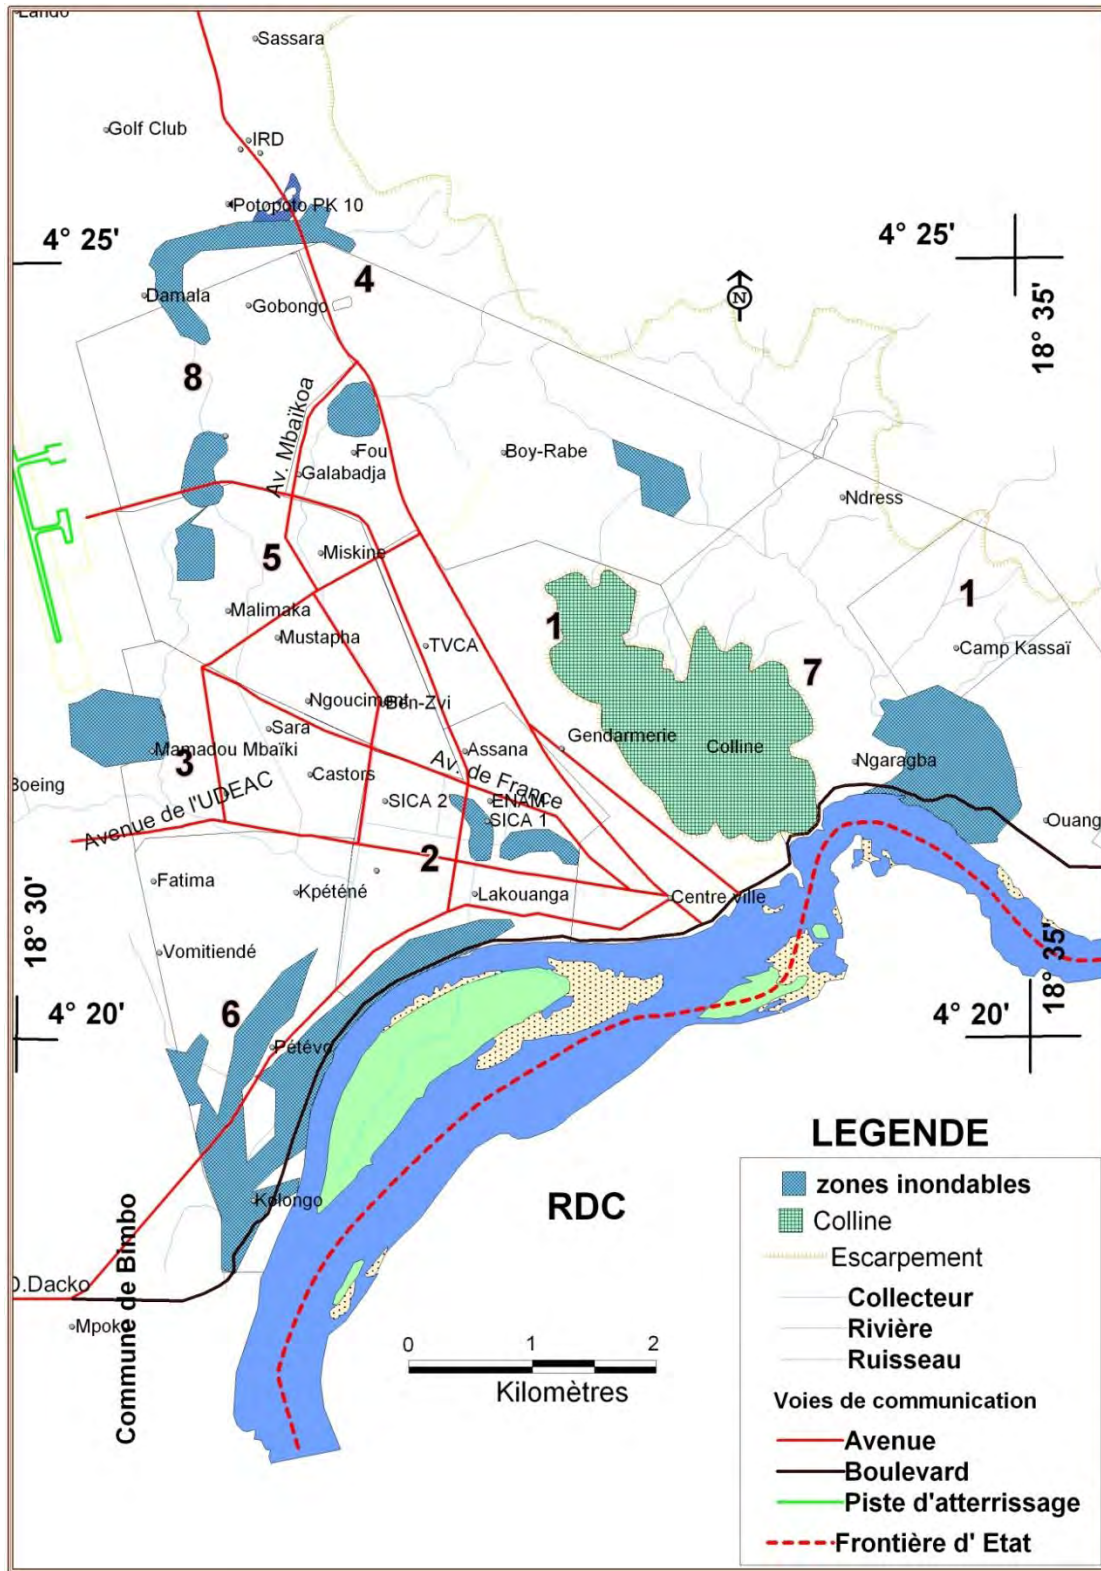 Lando
Sassara
Golf Club
IRD
Potopoto PK 10
4° 25'
4° 25'
18° 35'
Damala
Gobongo
4
N
8
Av. Mbaïkoa
Fou
Boy-Rabe
Galabadja
Ndress
5
Miskine
1
1
Malimaka
Mustapha
TVCA
Camp Kassaï
7
Ngouciment
Ben-Zvi
Sara
Gendarmerie
Colline
Mamadou Mbaïki
Assana
Ngaragba
3
Av. de France
Boeing
Castors
SICA 2
ENAM
SICA 1
Avenue de l'UDEAC
Ouang
2
Fatima
Kpéténé
Lakouanga
Centre ville
18° 30'
Vomitiendé
18° 35'
4° 20'
6
4° 20'
Pétévo
Kolongo
RDC
Commune de Bimbo
D.Dacko
Mpoko
0 1 2
Kilomètres
LEGENDE
zones inondables
Colline
Escarpement
Collecteur
Rivière
Ruisseau
Voies de communication
Avenue
Boulevard
Piste d'atterrissage
Frontière d' Etat